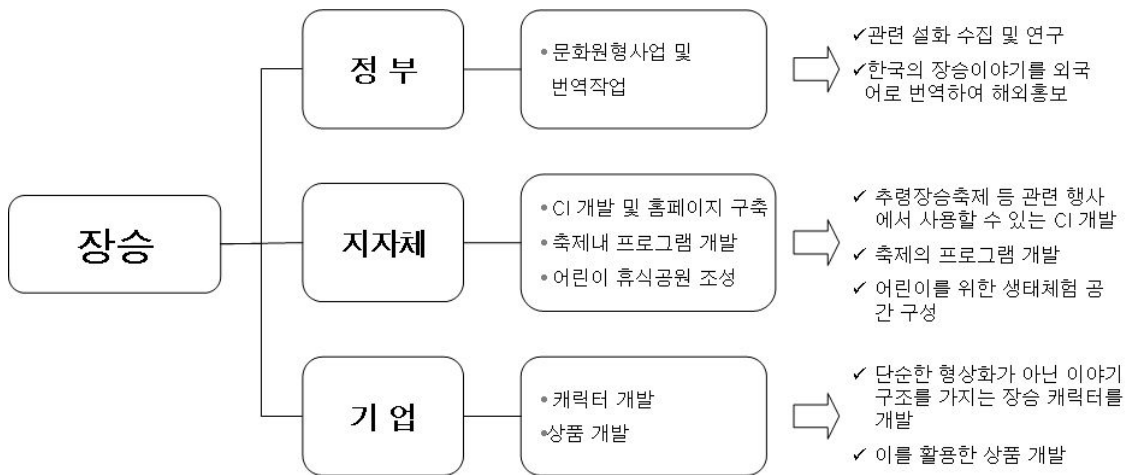 정 부
• 문화원형사업 및
번역작업
✓관련 설화 수집 및 연구
✓한국의 장승이야기를 외국
어로 번역하여 해외홍보
장승
지자체
• CI 개발 및 홈페이지 구축
• 축제내 프로그램 개발
• 어린이 휴식공원 조성
✓ 추령장승축제 등 관련 행사
에서 사용할 수 있는 CI 개발
✓ 축제의 프로그램 개발
✓ 어린이를 위한 생태체험 공
간 구성
기 업
• 캐릭터 개발
•상품 개발
✓ 단순한 형상화가 아닌 이야기
구조를 가지는 장승 캐릭터를
개발
✓ 이를 활용한 상품 개발